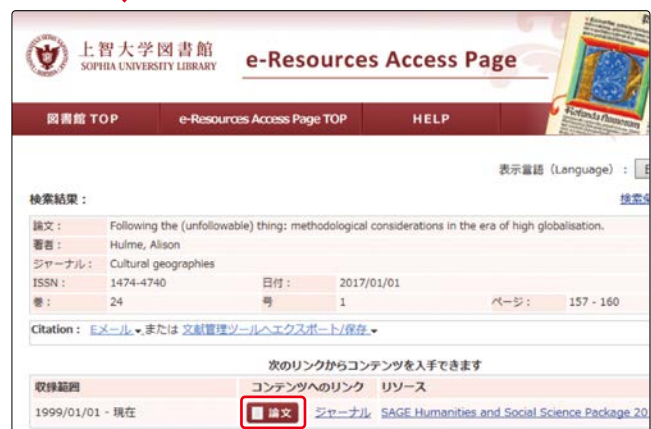 上智大学図書館
SOPHIA UNIVERSITY LIBRARY
e-Resources Access Page
図書館 TOP e-Resources Access Page TOP HELP
表示言語 (Language) :
検索結果:
論文: Following the (unfollowable) thing: methodological considerations in the era of high globalisation.
著者: Hulme, Alison
ジャーナル: Cultural geographies
ISSN: 1474-4740 日付: 2017/01/01
巻: 24 号 1 ページ: 157 - 160
Citation: Eメール または 文献管理ツールへエクスポート/保存
次のリンクからコンテンツを入手できます
収録範囲 コンテンツへのリンク リソース
1999/01/01 - 現在 論文 ジャーナル SAGE Humanities and Social Science Package 20